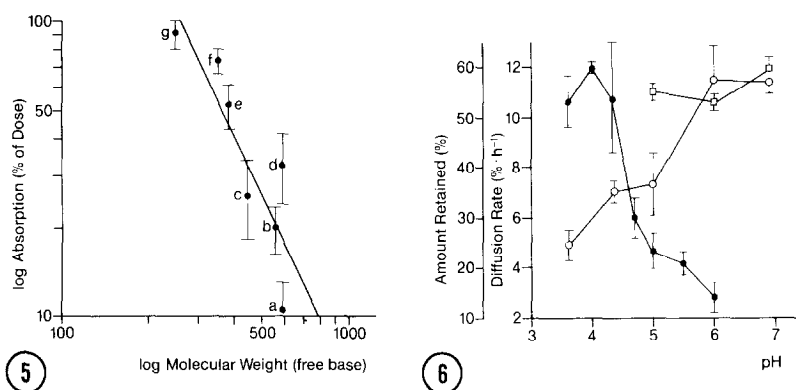 100
50
10
log Absorption (% of Dose)
g
f
e
d
c
b
a
100
500
1000
log Molecular Weight (free base)
5
Amount Retained (%)
60
50
40
30
20
10
Diffusion Rate (%·h⁻¹)
12
10
8
6
4
2
3
4
5
6
7
pH
6